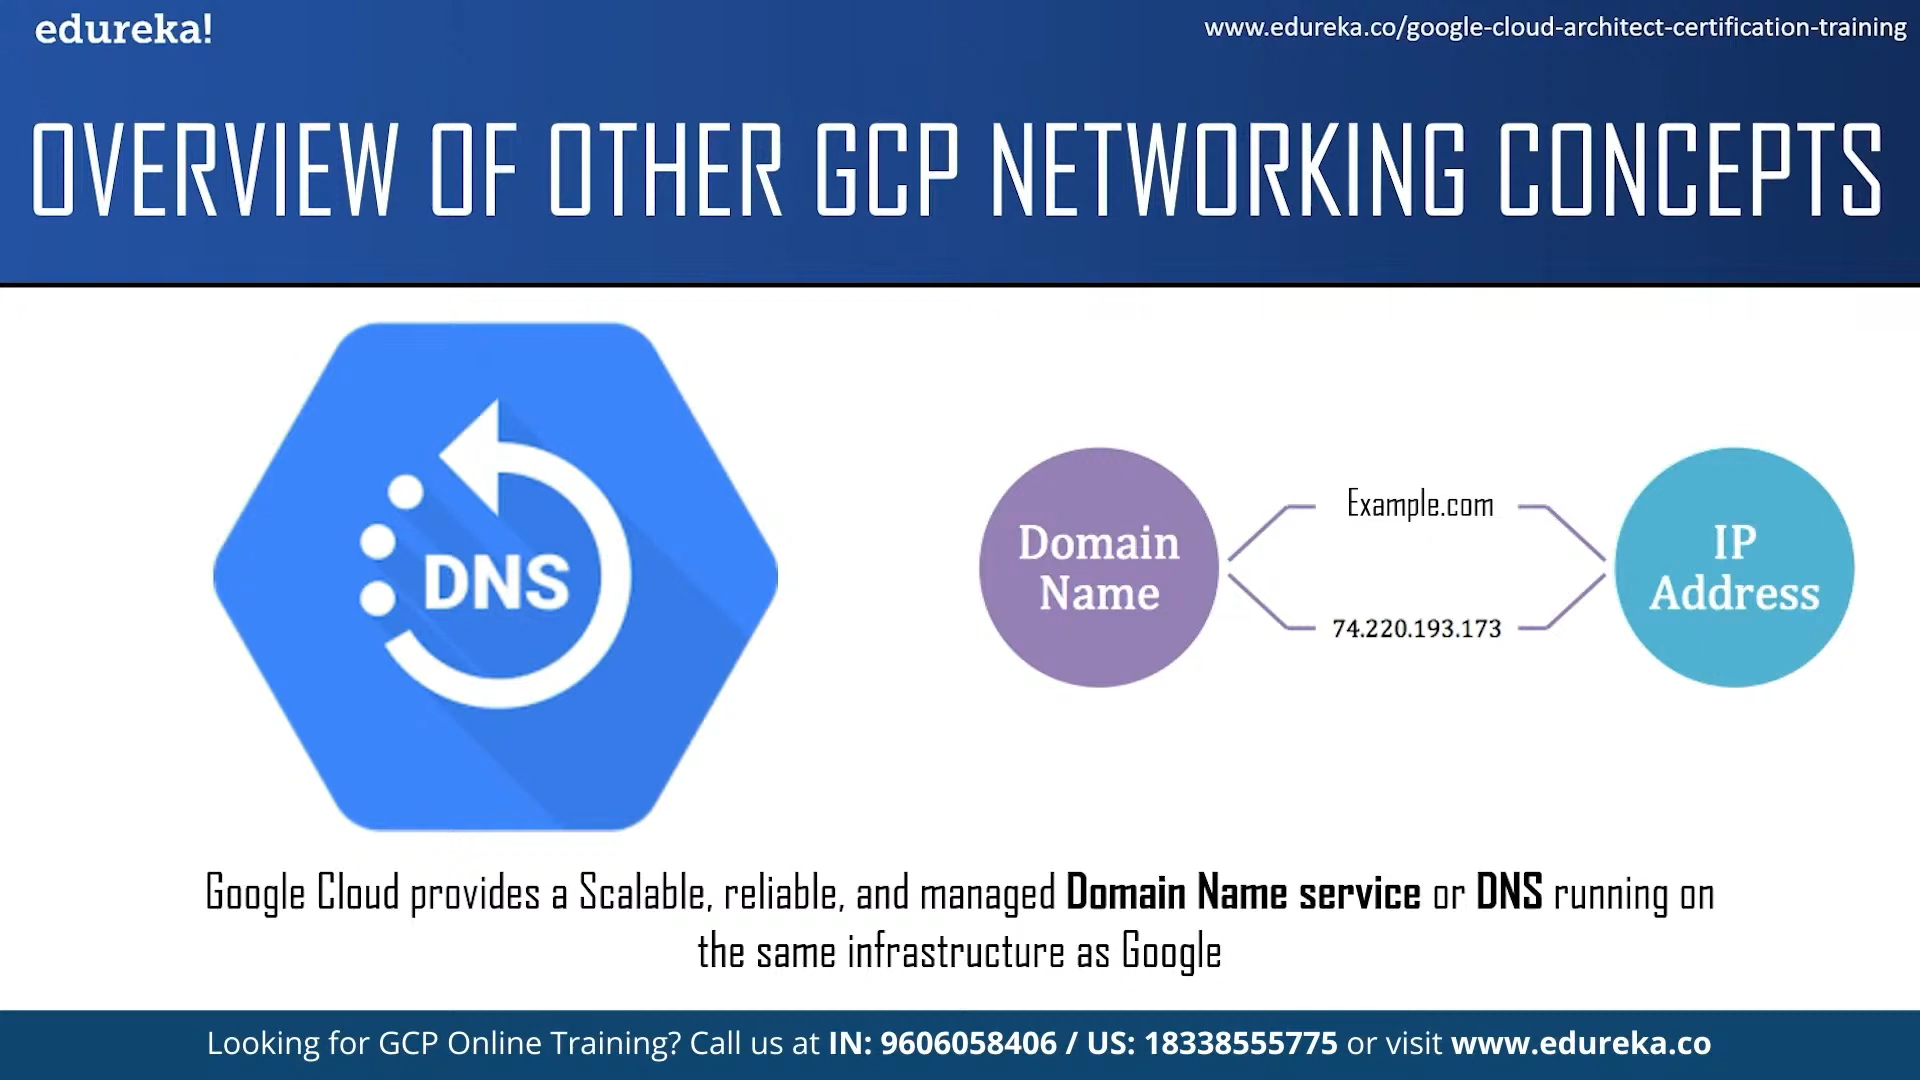 edureka!
www.edureka.co/google-cloud-architect-certification-training
OVERVIEW OF OTHER GCP NETWORKING CONCEPTS
DNS
Domain
Name
Example.com
74.220.193.173
IP
Address
Google Cloud provides a Scalable, reliable, and managed Domain Name service or DNS running on
the same infrastructure as Google
Looking for GCP Online Training? Call us at IN: 9606058406 / US: 18338555775 or visit www.edureka.co